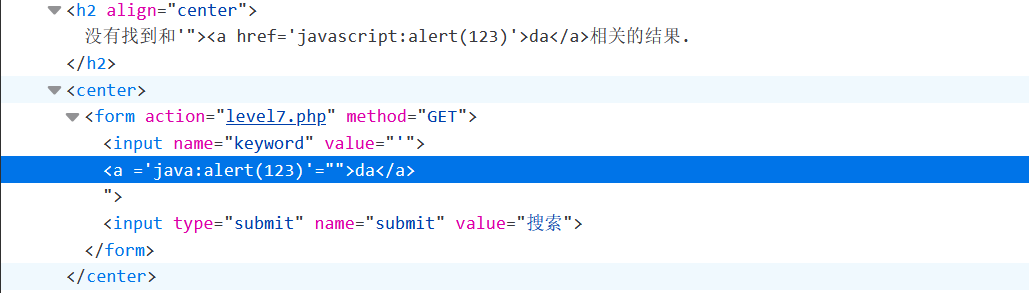 <h2 align="center">
没有找到和'"><a href='javascript:alert(123)'>da</a>相关的结果.
</h2>
<center>
<form action="level7.php" method="GET">
<input name="keyword" value="'">
<a ='java:alert(123)'="">da</a>
">
<input type="submit" name="submit" value="搜索">
</form>
</center>